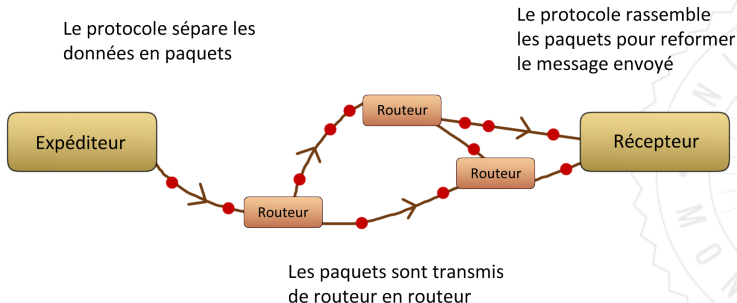 Le protocole sépare les
données en paquets
Le protocole rassemble
les paquets pour reformer
le message envoyé
Routeur
Expéditeur
Récepteur
Routeur
Routeur
Les paquets sont transmis
de routeur en routeur